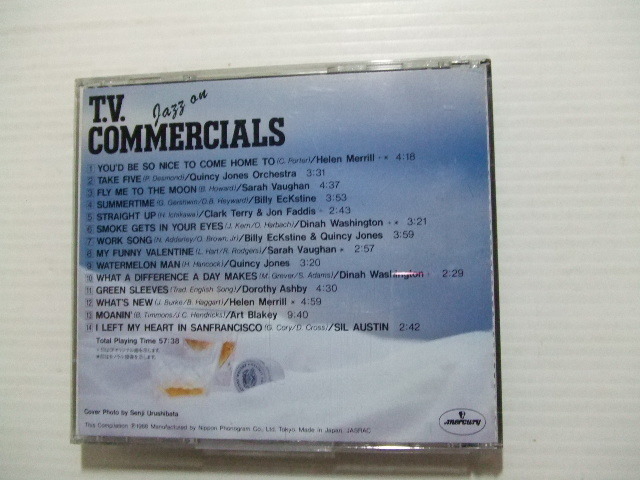 T.V. Jazz on
COMMERCIALS
1 YOU'D BE SO NICE TO COME HOME TO (C. Porter)/Helen Merrill ・＊ 4:18
2 TAKE FIVE (P. Desmond)/Quincy Jones Orchestra 3:31
3 FLY ME TO THE MOON (B. Howard)/Sarah Vaughan 4:37
4 SUMMERTIME (G. Gershwin/D.B. Heyward)/Billy EcKstine 3:53
5 STRAIGHT UP (H. Ichikawa)/Clark Terry & Jon Faddis 2:43
6 SMOKE GETS IN YOUR EYES (J. Kern/O. Harbach)/Dinah Washington ・＊ 3:21
7 WORK SONG (N. Adderley/O. Brown, Jr)/Billy EcKstine & Quincy Jones 3:59
8 MY FUNNY VALENTINE (L. Hart/R. Rodgers)/Sarah Vaughan ＊ 2:57
9 WATERMELON MAN (H. Hancock)/Quincy Jones 3:20
10 WHAT A DIFFERENCE A DAY MAKES (M. Grever/S. Adams)/Dinah Washington 2:29
11 GREEN SLEEVES (Trad. English Song)/Dorothy Ashby 4:30
12 WHAT'S NEW (J. Burke/B. Haggart)/Helen Merrill ＊ 4:59
13 MOANIN' (B. Timmons/J.C. Hendricks)/Art Blakey 9:40
14 I LEFT MY HEART IN SANFRANCISCO (G. Cory/D. Cross)/SIL AUSTIN 2:42
Total Playing Time 57:38
Cover Photo by Senji Urushibata
This Compilation ℗1988 Manufactured by Nippon Phonogram Co., Ltd. Tokyo. Made in Japan. JASRAC
mercury